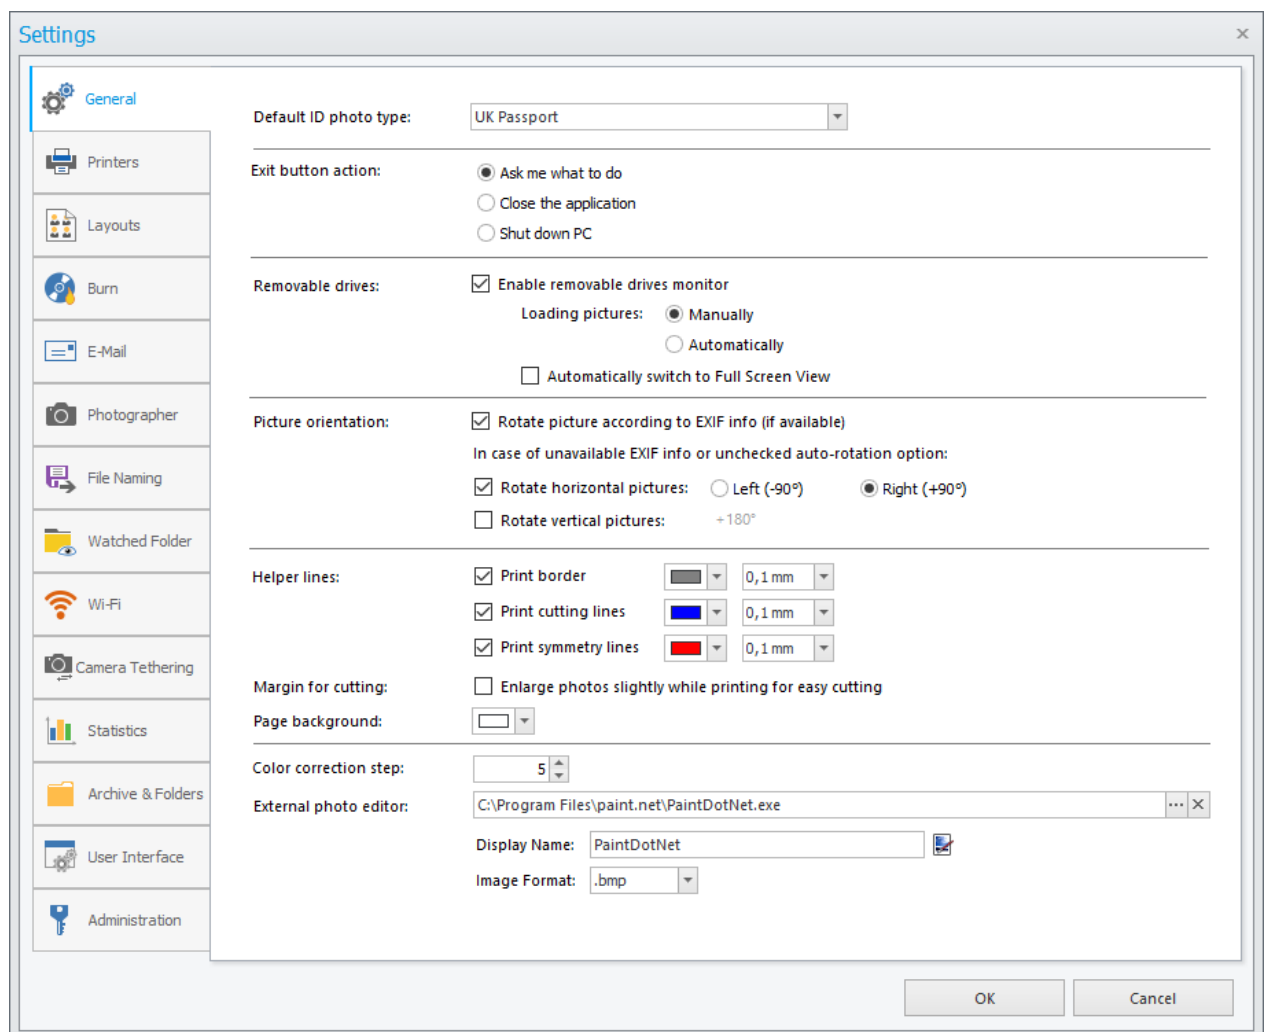 Settings
General
Printers
Layouts
Burn
E-Mail
Photographer
File Naming
Watched Folder
Wi-Fi
Camera Tethering
Statistics
Archive & Folders
User Interface
Administration
Default ID photo type: UK Passport
Exit button action: Ask me what to do
Close the application
Shut down PC
Removable drives: Enable removable drives monitor
Loading pictures: Manually
Automatically
Automatically switch to Full Screen View
Picture orientation: Rotate picture according to EXIF info (if available)
In case of unavailable EXIF info or unchecked auto-rotation option:
Rotate horizontal pictures: Left (-90°) Right (+90°)
Rotate vertical pictures: +180°
Helper lines: Print border 0,1 mm
Print cutting lines 0,1 mm
Print symmetry lines 0,1 mm
Margin for cutting: Enlarge photos slightly while printing for easy cutting
Page background:
Color correction step: 5
External photo editor: C:\Program Files\paint.net\PaintDotNet.exe ...
Display Name: PaintDotNet
Image Format: .bmp
OK Cancel